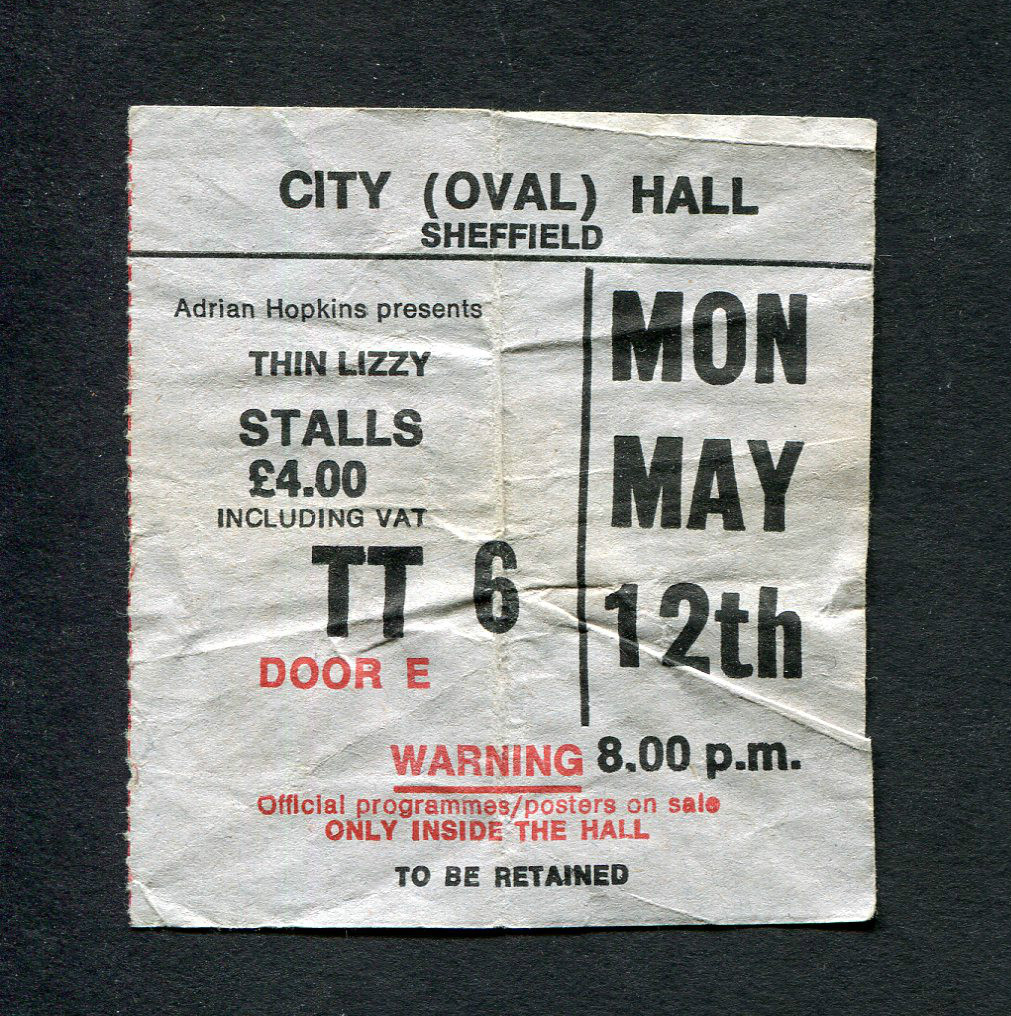 CITY (OVAL) HALL
SHEFFIELD
Adrian Hopkins presents
THIN LIZZY
STALLS
£4.00
INCLUDING VAT
TT 6
DOOR E
MON
MAY
12th
8.00 p.m.
WARNING
Official programmes/posters on sale
ONLY INSIDE THE HALL
TO BE RETAINED